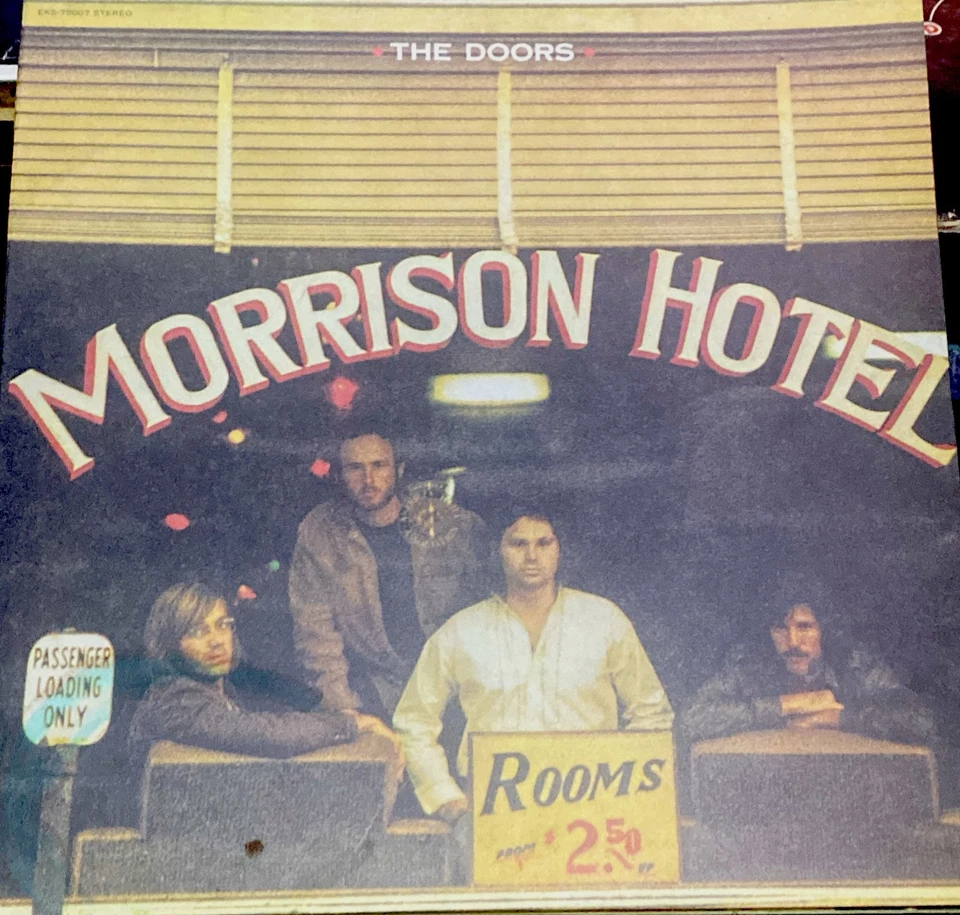 EKS-75007 STEREO
THE DOORS
MORRISON HOTEL
PASSENGER
LOADING
ONLY
ROOMS
FROM $2.50 UP